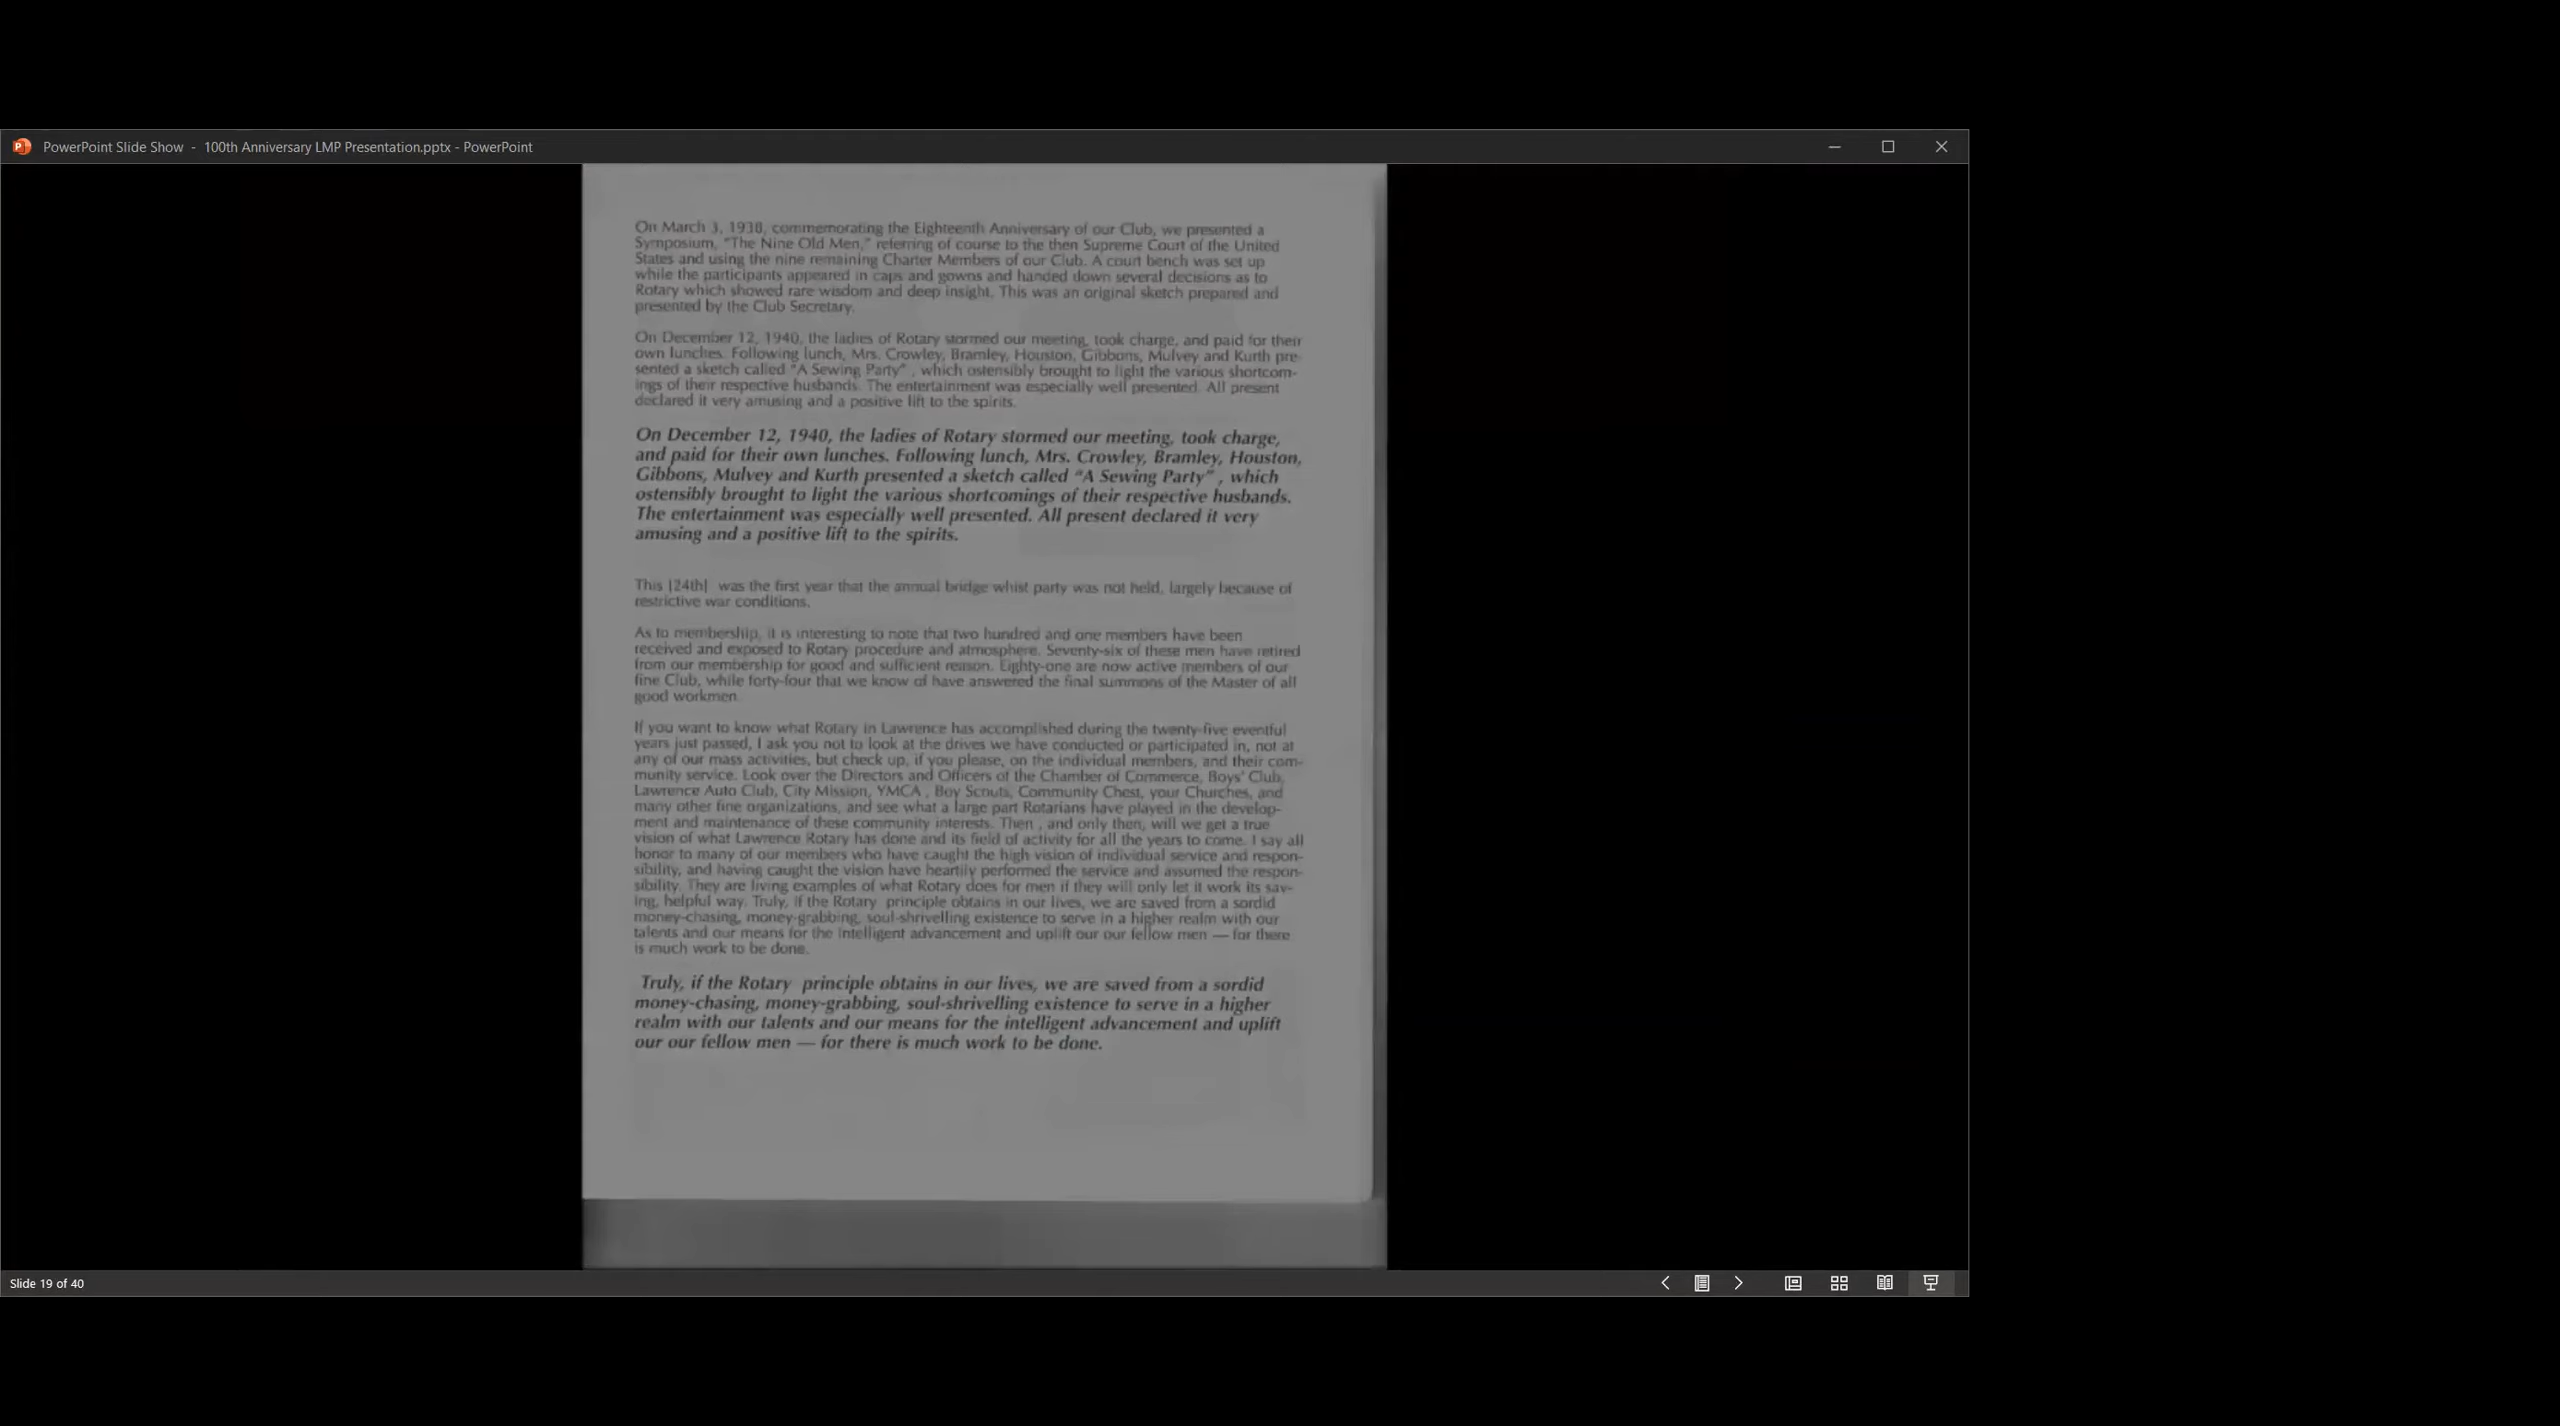 PowerPoint Slide Show - 100th Anniversary LMP Presentation.pptx - PowerPoint
On March 3, 1938, commemorating the Eighteenth Anniversary of our Club, we presented a
Symposium, "The Nine Old Men," referring of course to the then Supreme Court of the United
States and using the nine remaining Charter Members of our Club. A court bench was set up
while the participants appeared in caps and gowns and handed down several decisions as to
Rotary which showed rare wisdom and deep insight. This was an original sketch prepared and
presented by the Club Secretary.
On December 12, 1940, the ladies of Rotary stormed our meeting, took charge, and paid for their
own lunches. Following lunch, Mrs. Crowley, Bramley, Houston, Gibbons, Mulvey and Kurth pre-
sented a sketch called "A Sewing Party" , which ostensibly brought to light the various shortcom-
ings of their respective husbands. The entertainment was especially well presented. All present
declared it very amusing and a positive lift to the spirits.
On December 12, 1940, the ladies of Rotary stormed our meeting, took charge,
and paid for their own lunches. Following lunch, Mrs. Crowley, Bramley, Houston,
Gibbons, Mulvey and Kurth presented a sketch called "A Sewing Party" , which
ostensibly brought to light the various shortcomings of their respective husbands.
The entertainment was especially well presented. All present declared it very
amusing and a positive lift to the spirits.
This [24th] was the first year that the annual bridge whist party was not held, largely because of
restrictive war conditions.
As to membership, it is interesting to note that two hundred and one members have been
received and exposed to Rotary procedure and atmosphere. Seventy-six of these men have retired
from our membership for good and sufficient reason. Eighty-one are now active members of our
fine Club, while forty-four that we know of have answered the final summons of the Master of all
good workmen.
If you want to know what Rotary in Lawrence has accomplished during the twenty-five eventful
years just passed, I ask you not to look at the drives we have conducted or participated in, not at
any of our mass activities, but check up, if you please, on the individual members, and their com-
munity service. Look over the Directors and Officers of the Chamber of Commerce, Boys' Club,
Lawrence Auto Club, City Mission, YMCA , Boy Scouts, Community Chest, your Churches, and
many other fine organizations, and see what a large part Rotarians have played in the develop-
ment and maintenance of these community interests. Then , and only then, will we get a true
vision of what Lawrence Rotary has done and its field of activity for all the years to come. I say all
honor to many of our members who have caught the high vision of individual service and respon-
sibility, and having caught the vision have heartily performed the service and assumed the respon-
sibility. They are living examples of what Rotary does for men if they will only let it work its sav-
ing, helpful way. Truly, if the Rotary principle obtains in our lives, we are saved from a sordid
money-chasing, money-grabbing, soul-shrivelling existence to serve in a higher realm with our
talents and our means for the intelligent advancement and uplift our our fellow men — for there
is much work to be done.
Truly, if the Rotary principle obtains in our lives, we are saved from a sordid
money-chasing, money-grabbing, soul-shrivelling existence to serve in a higher
realm with our talents and our means for the intelligent advancement and uplift
our our fellow men — for there is much work to be done.
Slide 19 of 40